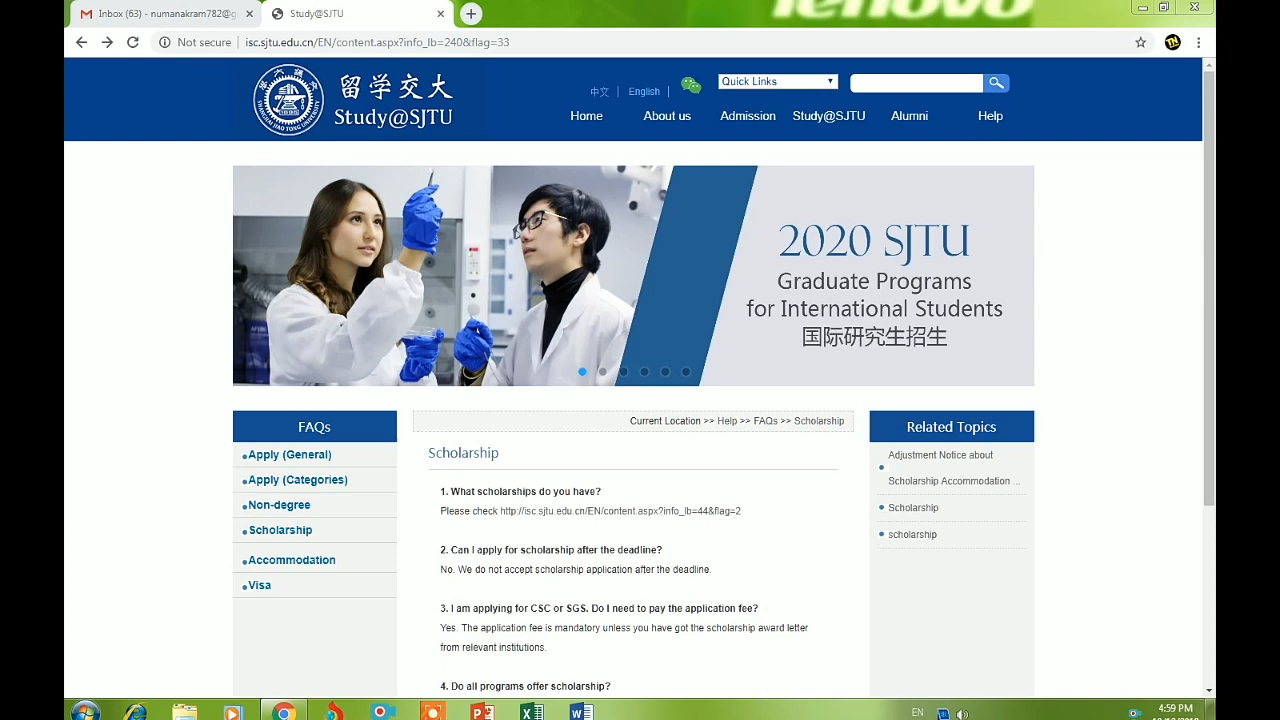 lenovo
Inbox (63) - numanakram782@g
Study@SJTU
Not secure
isc.sjtu.edu.cn/EN/content.aspx?info_lb=240&flag=33
留学交大
Study@SJTU
SHANGHAI JIAO TONG UNIVERSITY
中文
English
Quick Links
Home
About us
Admission
Study@SJTU
Alumni
Help
2020 SJTU
Graduate Programs
for International Students
国际研究生招生
FAQs
Apply (General)
Apply (Categories)
Non-degree
Scholarship
Accommodation
Visa
Current Location >> Help >> FAQs >> Scholarship
Scholarship
1. What scholarships do you have?
Please check http://isc.sjtu.edu.cn/EN/content.aspx?info_lb=44&flag=2
2. Can I apply for scholarship after the deadline?
No. We do not accept scholarship application after the deadline.
3. I am applying for CSC or SGS. Do I need to pay the application fee?
Yes. The application fee is mandatory unless you have got the scholarship award letter
from relevant institutions.
4. Do all programs offer scholarship?
Related Topics
Adjustment Notice about
Scholarship Accommodation ...
Scholarship
scholarship
EN
4:59 PM